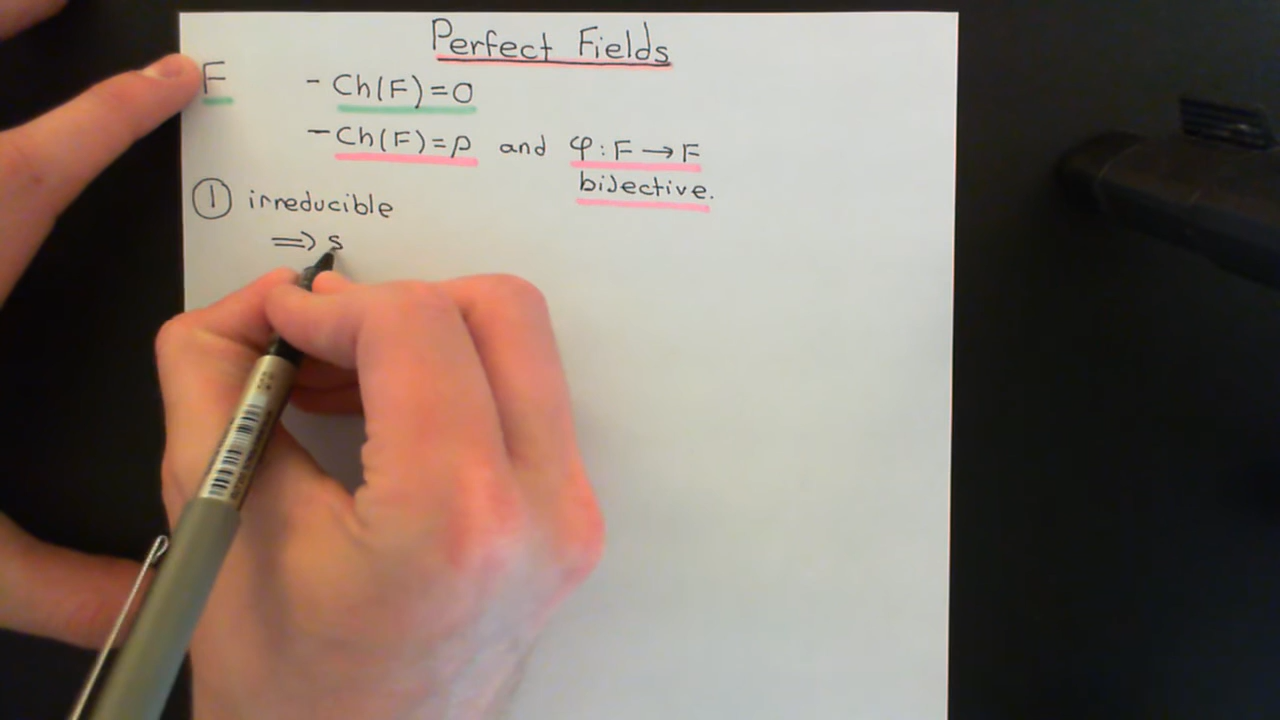 Perfect Fields
F - Ch(F)=0
- Ch(F)=p and φ: F → F
bijective.
① irreducible
⇒ s